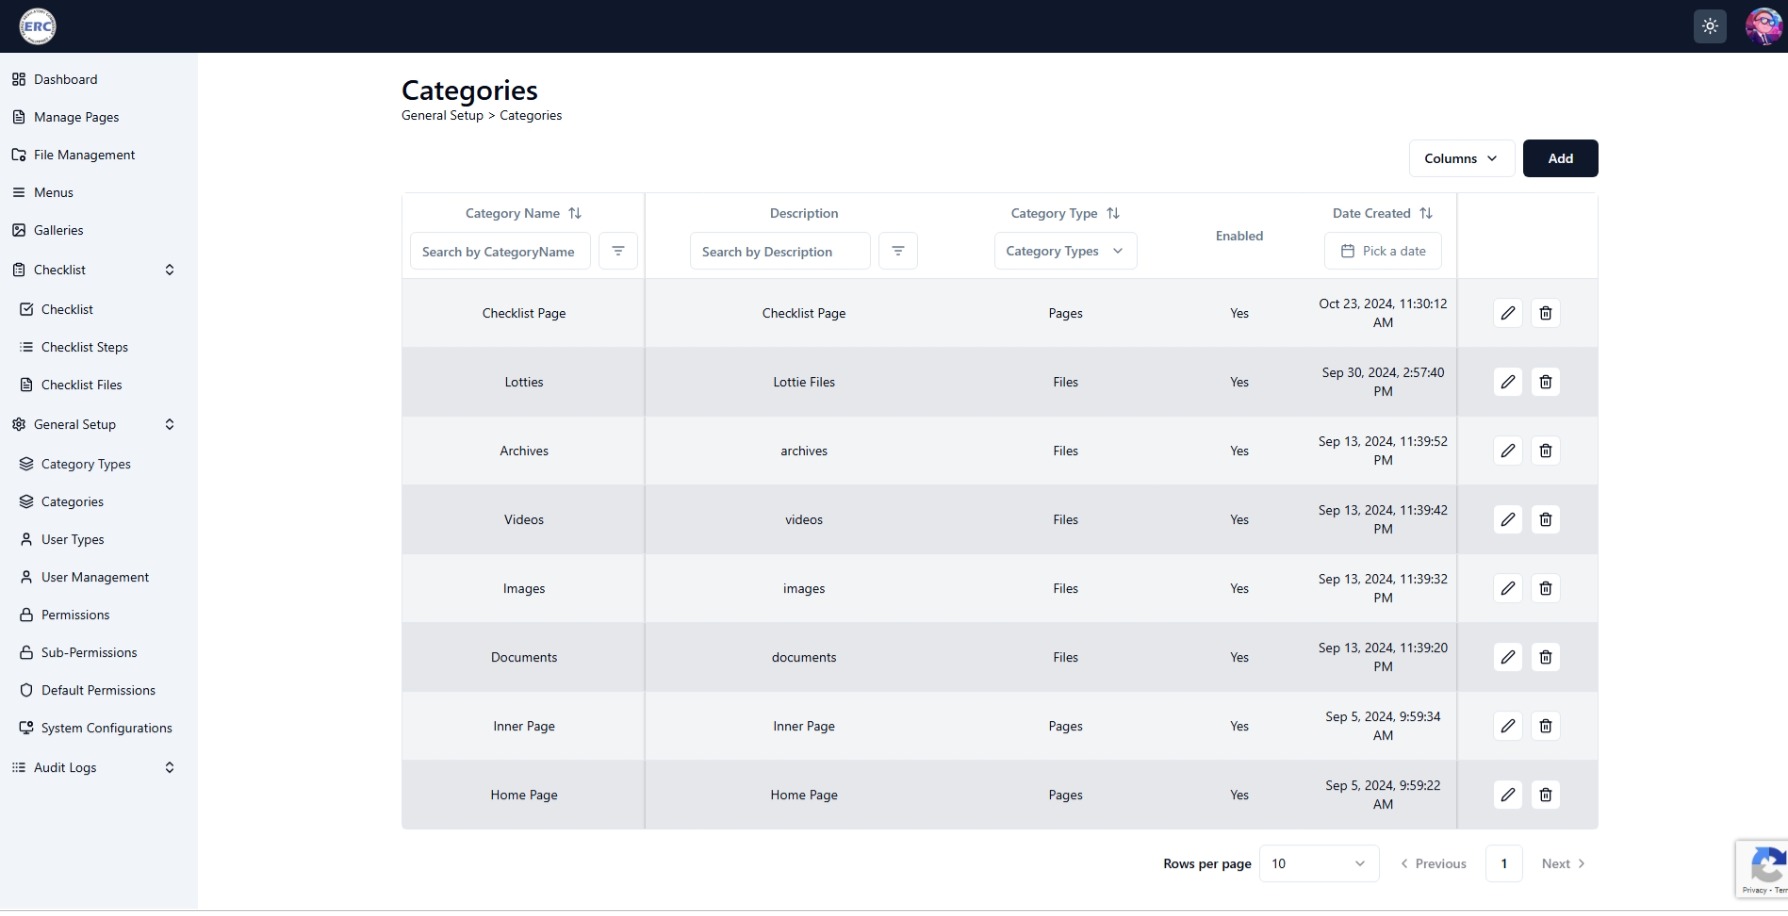 ERC
Dashboard
Manage Pages
File Management
Menus
Galleries
Checklist
Checklist
Checklist Steps
Checklist Files
General Setup
Category Types
Categories
User Types
User Management
Permissions
Sub-Permissions
Default Permissions
System Configurations
Audit Logs
Categories
General Setup > Categories
Columns
Add
Category Name Description Category Type Enabled Date Created
Search by CategoryName Search by Description Category Types Pick a date
Checklist Page Checklist Page Pages Yes Oct 23, 2024, 11:30:12
AM
Lotties Lottie Files Files Yes Sep 30, 2024, 2:57:40
PM
Archives archives Files Yes Sep 13, 2024, 11:39:52
PM
Videos videos Files Yes Sep 13, 2024, 11:39:42
PM
Images images Files Yes Sep 13, 2024, 11:39:32
PM
Documents documents Files Yes Sep 13, 2024, 11:39:20
PM
Inner Page Inner Page Pages Yes Sep 5, 2024, 9:59:34
AM
Home Page Home Page Pages Yes Sep 5, 2024, 9:59:22
AM
Rows per page 10 Previous 1 Next
Privacy • Ter